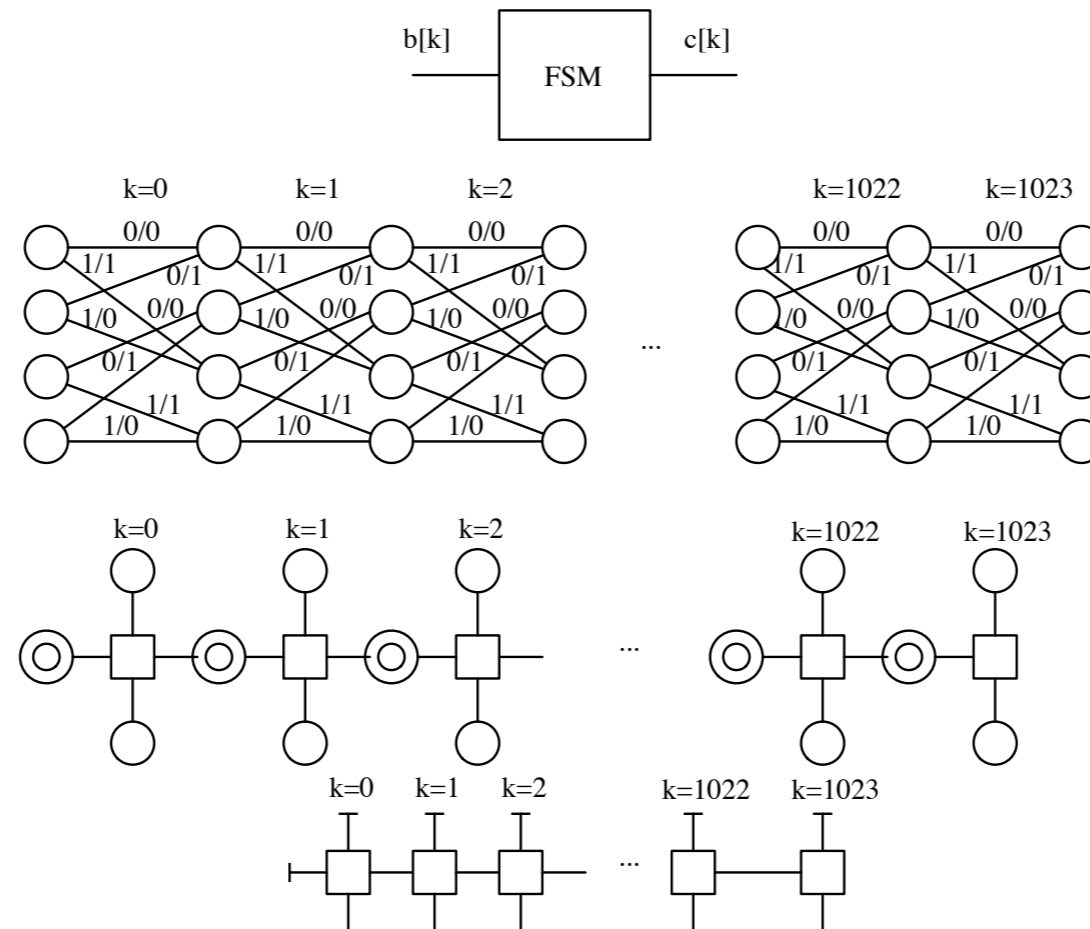 b[k] c[k]
FSM
k=0 k=1 k=2 k=1022 k=1023
0/0 0/0 0/0 0/0 0/0
1/1 0/1 1/1 0/1 1/1 0/1 1/1 0/1 1/1 0/1
1/0 0/0 1/0 0/0 1/0 0/0 /0 0/0 1/0 0/0
...
0/1 0/1 0/1 0/1 0/1
1/0 1/1 1/0 1/1 1/0 1/1 1/0 1/1 1/0 1/1
k=0 k=1 k=2 k=1022 k=1023
...
k=0 k=1 k=2 k=1022 k=1023
...